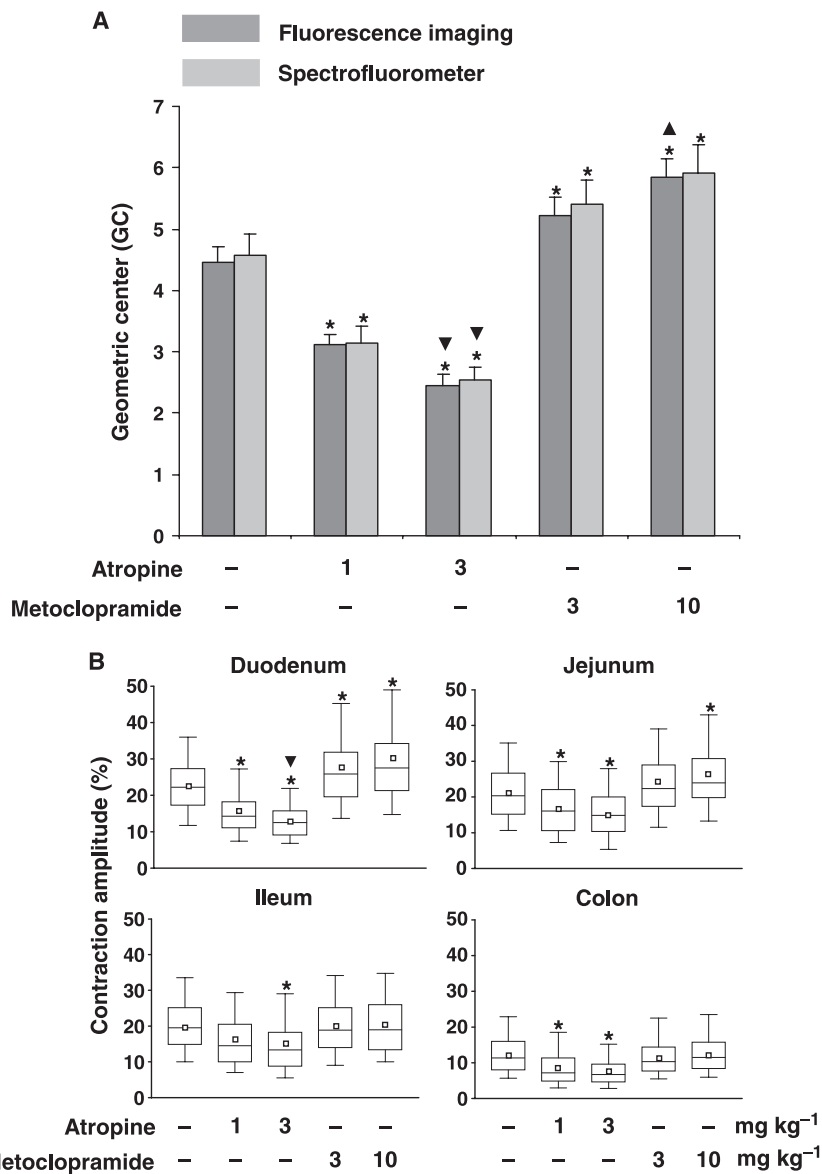 A
Fluorescence imaging
Spectrofluorometer
Geometric center (GC)
7
6
5
4
3
2
1
0
* * * * * * * *
▼ ▼ ▲
Atropine – 1 3 – –
Metoclopramide – – – 3 10
B
Contraction amplitude (%)
Duodenum
50
40
30
20
10
0
* ▼ * * *
Jejunum
50
40
30
20
10
0
* * *
Ileum
50
40
30
20
10
0
*
Colon
50
40
30
20
10
0
* *
Atropine – 1 3 – – – 1 3 – – mg kg⁻¹
etoclopramide – – – 3 10 – – – 3 10 mg kg⁻¹